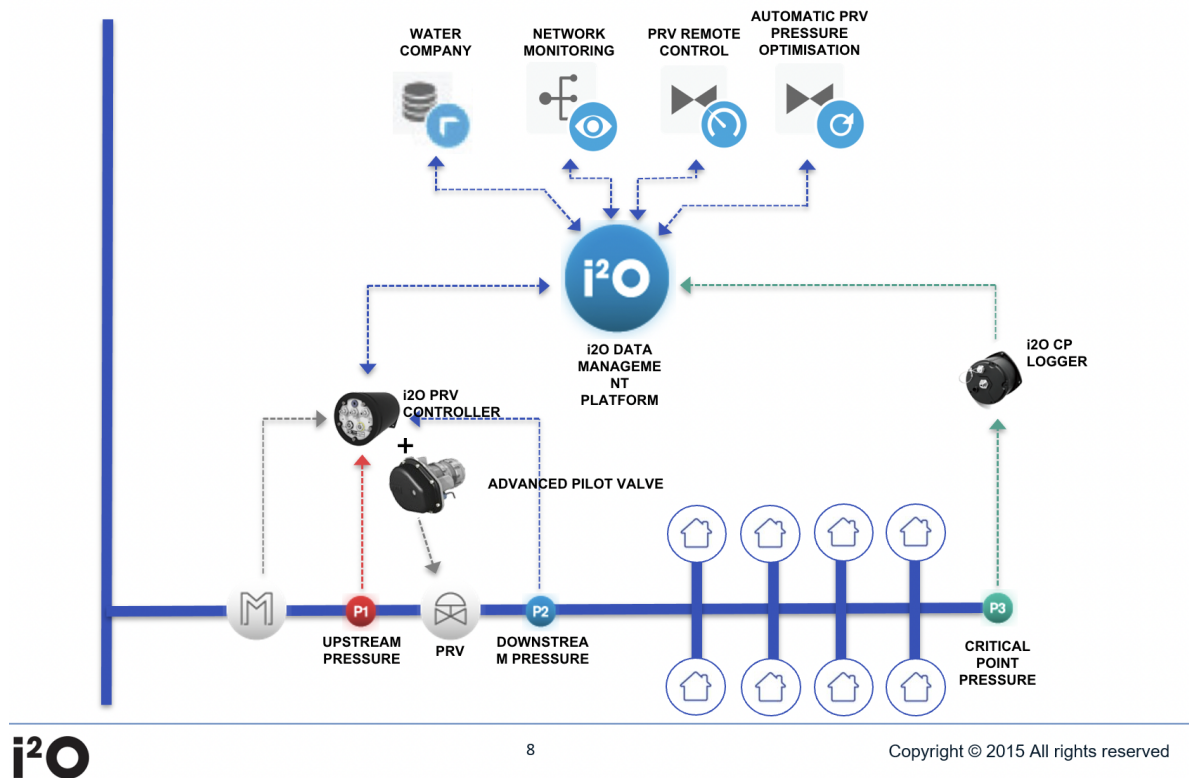 WATER
COMPANY
NETWORK
MONITORING
PRV REMOTE
CONTROL
AUTOMATIC PRV
PRESSURE
OPTIMISATION
i²O
i2O DATA
MANAGEME
NT
PLATFORM
i2O CP
LOGGER
i2O PRV
CONTROLLER
+
ADVANCED PILOT VALVE
M
P1
P2
P3
UPSTREAM
PRESSURE
PRV
DOWNSTREA
M PRESSURE
CRITICAL
POINT
PRESSURE
i²O
8
Copyright © 2015 All rights reserved